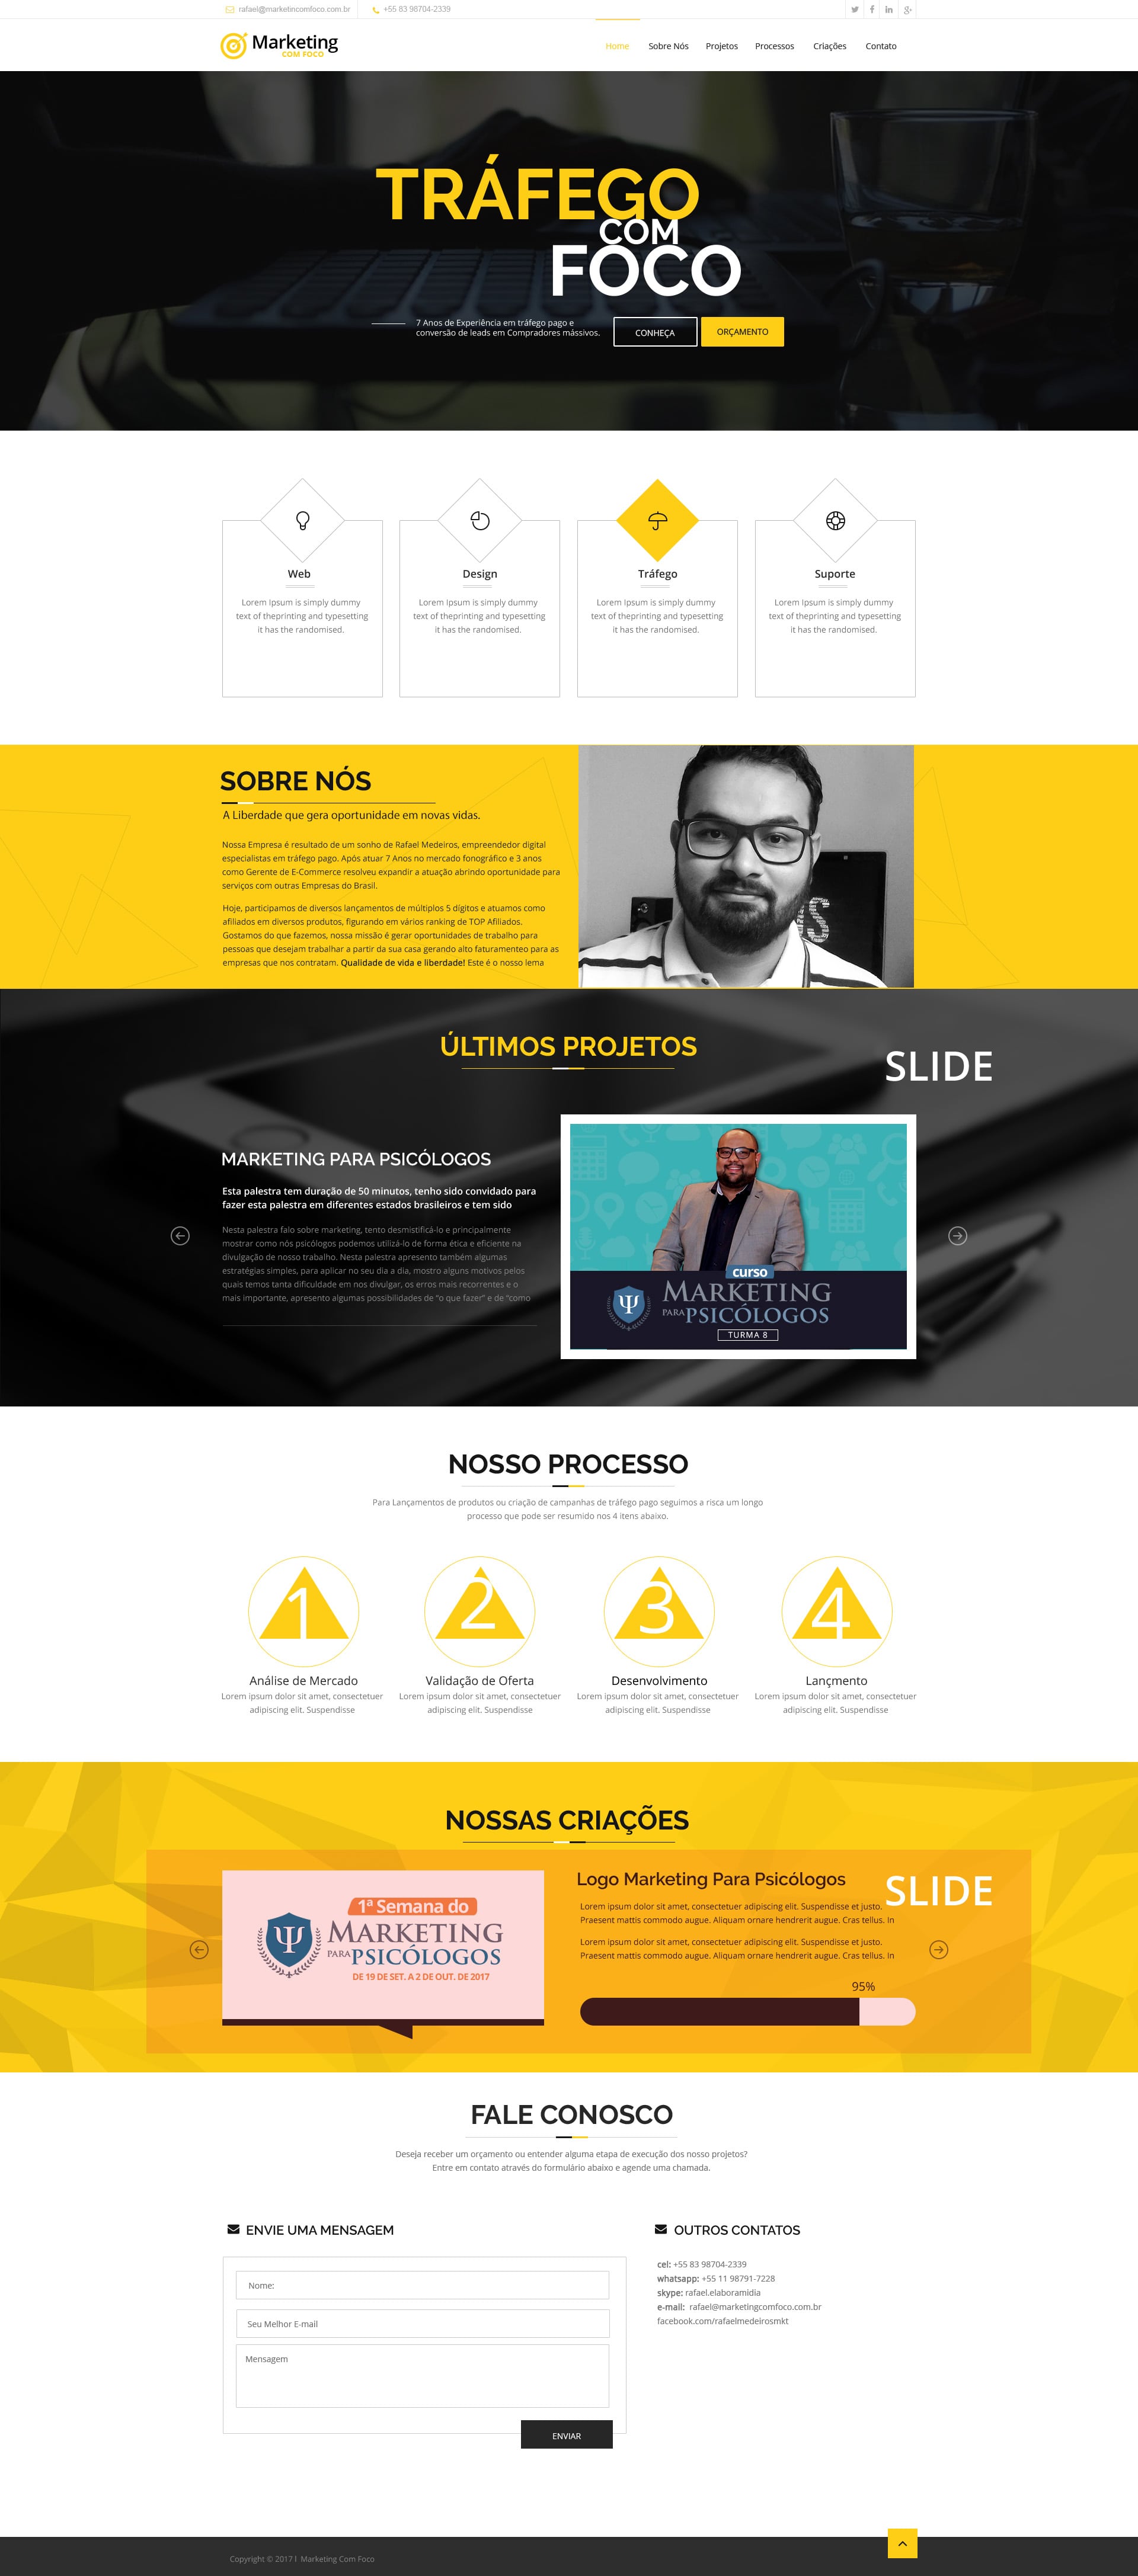 rafael@marketincomfoco.com.br
+55 83 98704-2339
Marketing
COM FOCO
Home
Sobre Nós
Projetos
Processos
Criações
Contato
TRÁFEGO
COM
FOCO
7 Anos de Experiência em tráfego pago e
conversão de leads em Compradores mássivos.
CONHEÇA
ORÇAMENTO
Web
Lorem Ipsum is simply dummy
text of theprinting and typesetting
it has the randomised.
Design
Lorem Ipsum is simply dummy
text of theprinting and typesetting
it has the randomised.
Tráfego
Lorem Ipsum is simply dummy
text of theprinting and typesetting
it has the randomised.
Suporte
Lorem Ipsum is simply dummy
text of theprinting and typesetting
it has the randomised.
SOBRE NÓS
A Liberdade que gera oportunidade em novas vidas.
Nossa Empresa é resultado de um sonho de Rafael Medeiros, empreendedor digital
especialistas em tráfego pago. Após atuar 7 Anos no mercado fonográfico e 3 anos
como Gerente de E-Commerce resolveu expandir a atuação abrindo oportunidade para
serviços com outras Empresas do Brasil.
Hoje, participamos de diversos lançamentos de múltiplos 5 dígitos e atuamos como
afiliados em diversos produtos, figurando em vários ranking de TOP Afiliados.
Gostamos do que fazemos, nossa missão é gerar oportunidades de trabalho para
pessoas que desejam trabalhar a partir da sua casa gerando alto faturamento para as
empresas que nos contratam. Qualidade de vida e liberdade! Este é o nosso lema
ÚLTIMOS PROJETOS
SLIDE
MARKETING PARA PSICÓLOGOS
Esta palestra tem duração de 50 minutos, tenho sido convidado para
fazer esta palestra em diferentes estados brasileiros e tem sido
Nesta palestra falo sobre marketing, tento desmistificá-lo e principalmente
mostrar como nós psicólogos podemos utilizá-lo de forma ética e eficiente na
divulgação de nosso trabalho. Nesta palestra apresento também algumas
estratégias simples, para aplicar no seu dia a dia, mostro alguns motivos pelos
quais temos tanta dificuldade em nos divulgar, os erros mais recorrentes e o
mais importante, apresento algumas possibilidades de “o que fazer” e de “como
curso
MARKETING
PARA PSICÓLOGOS
TURMA 8
NOSSO PROCESSO
Para Lançamentos de produtos ou criação de campanhas de tráfego pago seguimos a risca um longo
processo que pode ser resumido nos 4 itens abaixo.
1
Análise de Mercado
Lorem ipsum dolor sit amet, consectetuer
adipiscing elit. Suspendisse
2
Validação de Oferta
Lorem ipsum dolor sit amet, consectetuer
adipiscing elit. Suspendisse
3
Desenvolvimento
Lorem ipsum dolor sit amet, consectetuer
adipiscing elit. Suspendisse
4
Lançmento
Lorem ipsum dolor sit amet, consectetuer
adipiscing elit. Suspendisse
NOSSAS CRIAÇÕES
1ª Semana do
MARKETING
PARA PSICÓLOGOS
DE 19 DE SET. A 2 DE OUT. DE 2017
Logo Marketing Para Psicólogos
SLIDE
Lorem ipsum dolor sit amet, consectetuer adipiscing elit. Suspendisse et justo.
Praesent mattis commodo augue. Aliquam ornare hendrerit augue. Cras tellus. In
Lorem ipsum dolor sit amet, consectetuer adipiscing elit. Suspendisse et justo.
Praesent mattis commodo augue. Aliquam ornare hendrerit augue. Cras tellus. In
95%
FALE CONOSCO
Deseja receber um orçamento ou entender alguma etapa de execução dos nosso projetos?
Entre em contato através do formulário abaixo e agende uma chamada.
ENVIE UMA MENSAGEM
Nome:
Seu Melhor E-mail
Mensagem
ENVIAR
OUTROS CONTATOS
cel: +55 83 98704-2339
whatsapp: +55 11 98791-7228
skype: rafael.elaboramidia
e-mail: rafael@marketingcomfoco.com.br
facebook.com/rafaelmedeirosmkt
Copyright © 2017 l Marketing Com Foco